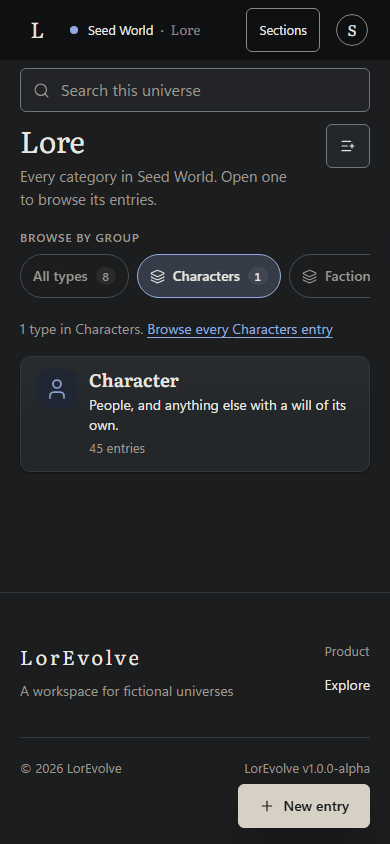 L
Seed World · Lore
Sections
S
Search this universe
Lore
Every category in Seed World. Open one
to browse its entries.
BROWSE BY GROUP
All types 8
Characters 1
Faction
1 type in Characters. Browse every Characters entry
Character
People, and anything else with a will of its
own.
45 entries
LorEvolve
A workspace for fictional universes
Product
Explore
© 2026 LorEvolve
LorEvolve v1.0.0-alpha
New entry